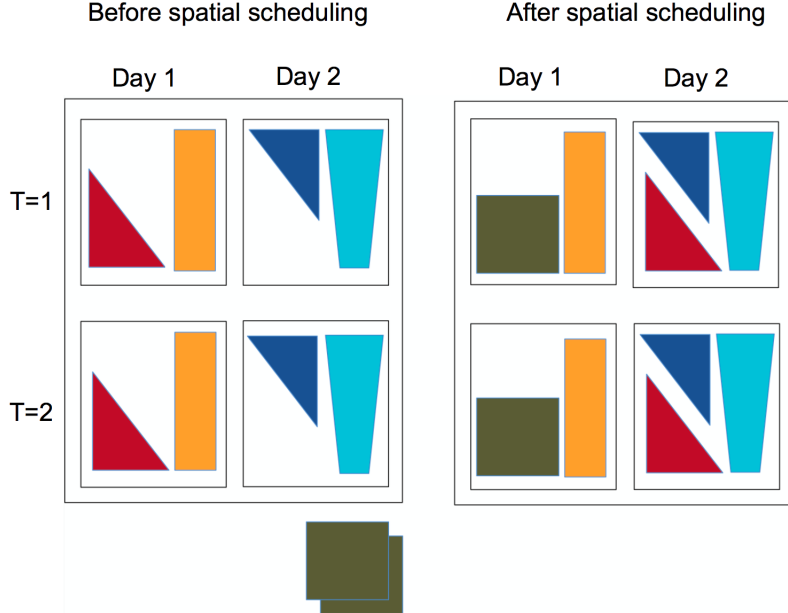 Before spatial scheduling
After spatial scheduling
Day 1
Day 2
Day 1
Day 2
T=1
T=2